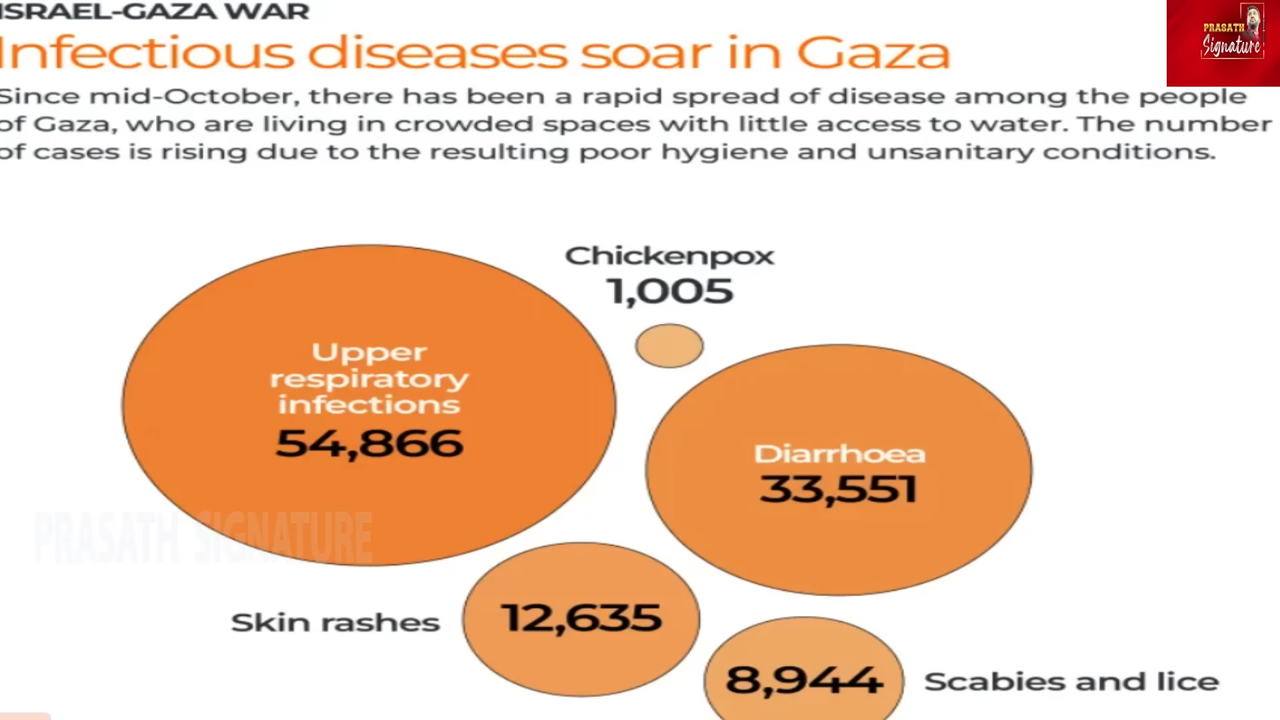 ISRAEL-GAZA WAR
Infectious diseases soar in Gaza
Since mid-October, there has been a rapid spread of disease among the people
of Gaza, who are living in crowded spaces with little access to water. The number
of cases is rising due to the resulting poor hygiene and unsanitary conditions.
PRASATH
Signature
Chickenpox
1,005
Upper
respiratory
infections
54,866
Diarrhoea
33,551
PRASATH SIGNATURE
Skin rashes
12,635
8,944
Scabies and lice